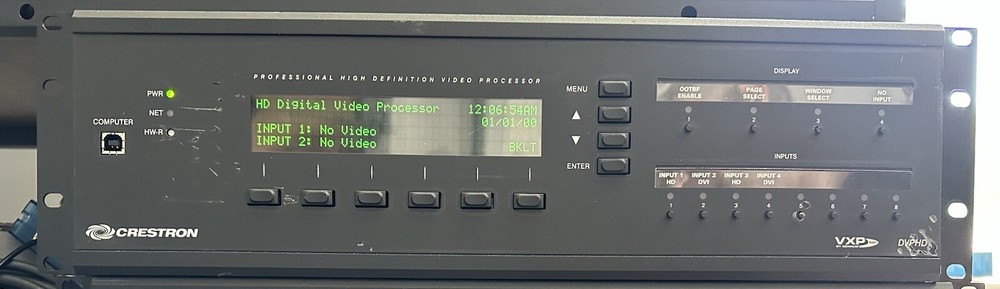 PROFESSIONAL HIGH DEFINITION VIDEO PROCESSOR
PWR
NET
HW-R
COMPUTER
HD Digital Video Processor 12:06:54AM
01/01/00
INPUT 1: No Video
INPUT 2: No Video BKLT
MENU
▲
▼
ENTER
DISPLAY
OOTBF ENABLE
PAGE SELECT
WINDOW SELECT
NO INPUT
1 2 3 4
INPUTS
INPUT 1 HD
INPUT 2 DVI
INPUT 3 HD
INPUT 4 DVI
1 2 3 4 5 6 7 8
CRESTRON
VXP
DVPHD